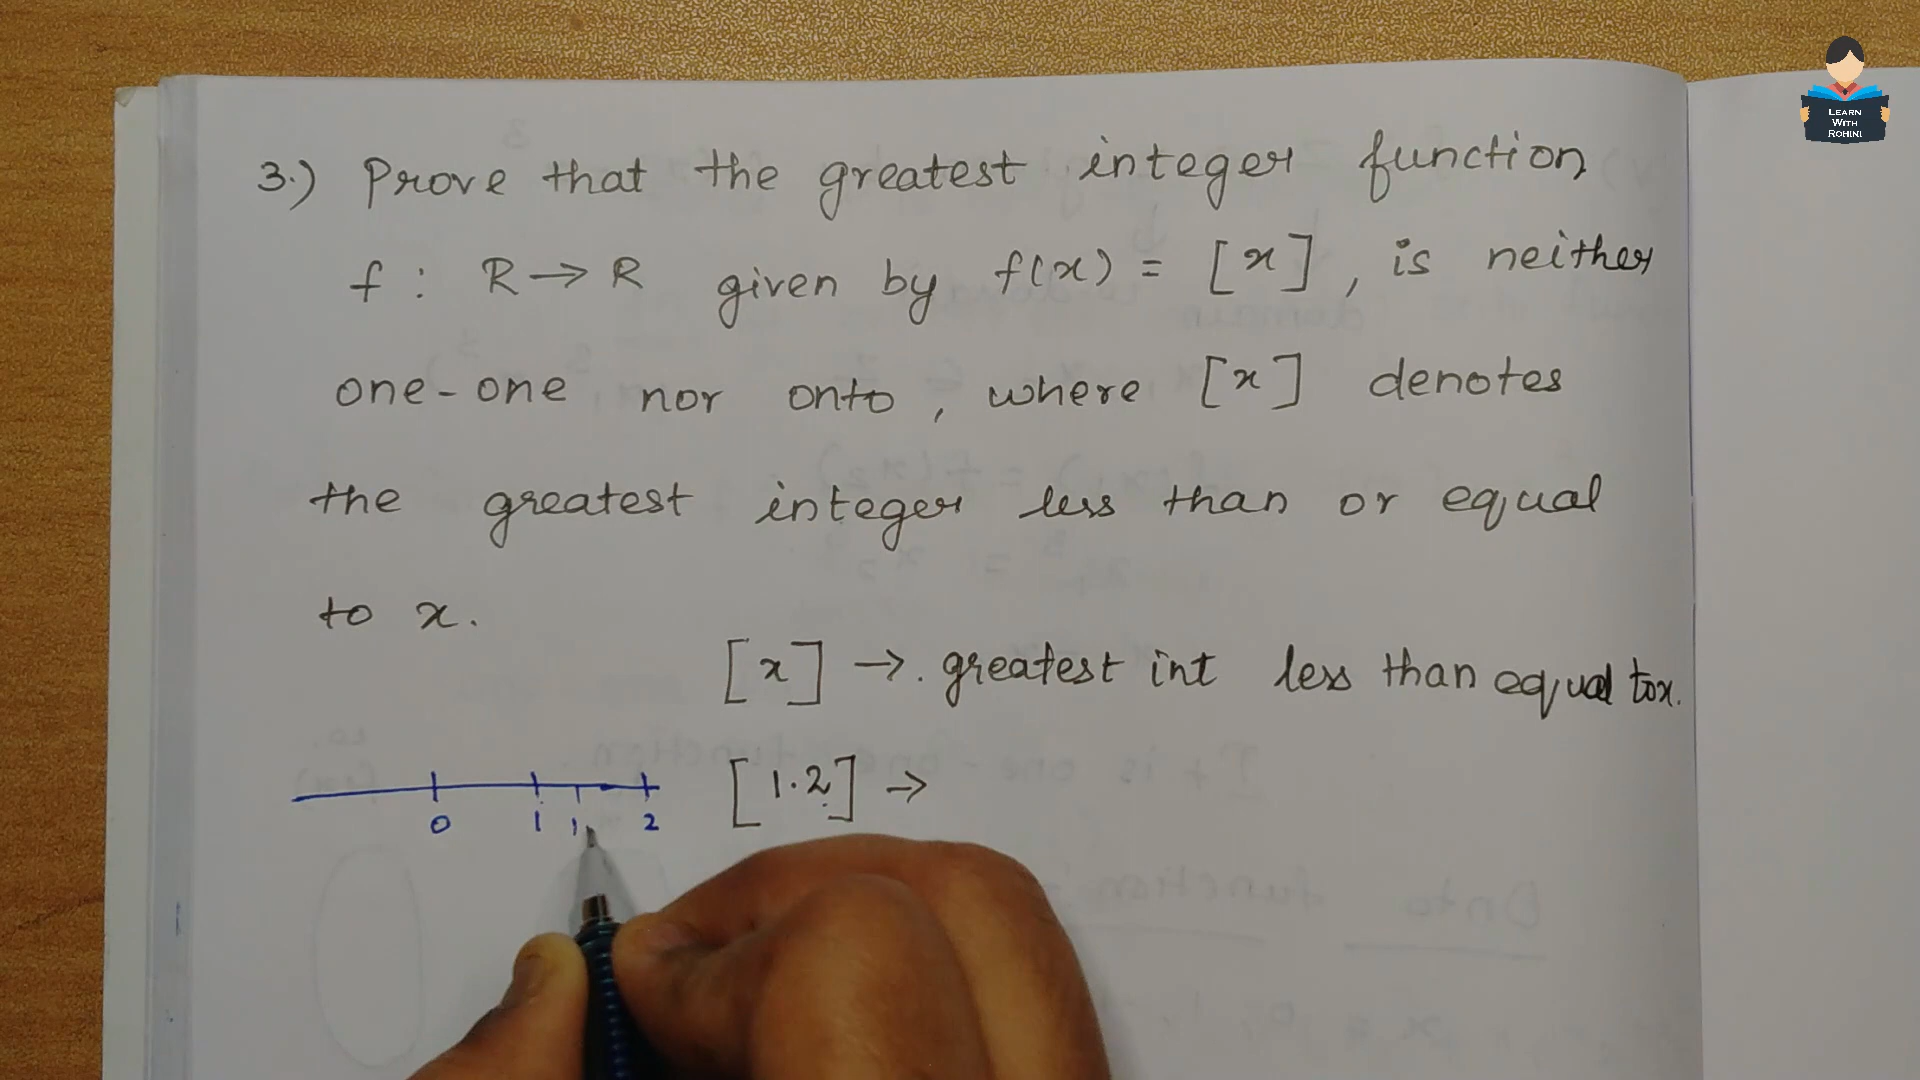 3.) Prove that the greatest integer function
f : R → R given by f(x) = [x], is neither
one-one nor onto, where [x] denotes
the greatest integer less than or equal
to x.
[x] → . greatest int less than equal to x.
[1.2] →
0 1 1. 2
LEARN
WITH
ROHINI